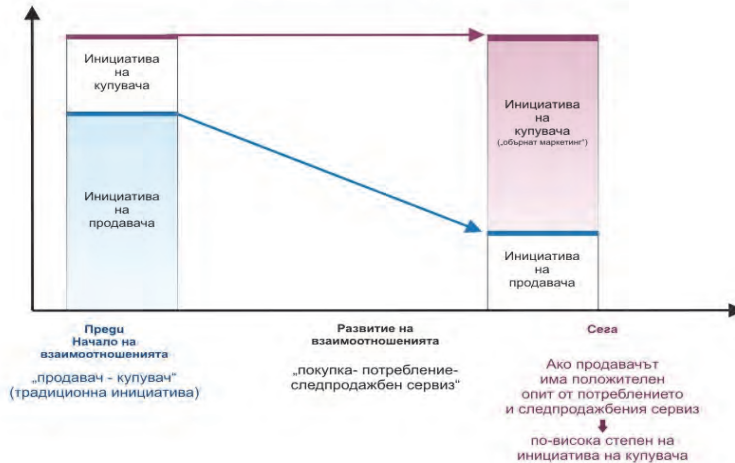 Инициатива
на
купувача
Инициатива
на
продавача
Инициатива
на
купувача
(„обърнат маркетинг“)
Инициатива
на
продавача
Преди
Начало на
взаимоотношенията
„продавач - купувач“
(традиционна инициатива)
Развитие на
взаимоотношенията
„покупка- потребление-
следпродажбен сервиз“
Сега
Ако продавачът
има положителен
опит от потреблението
и следпродажбения сервиз
по-висока степен на
инициатива на купувача